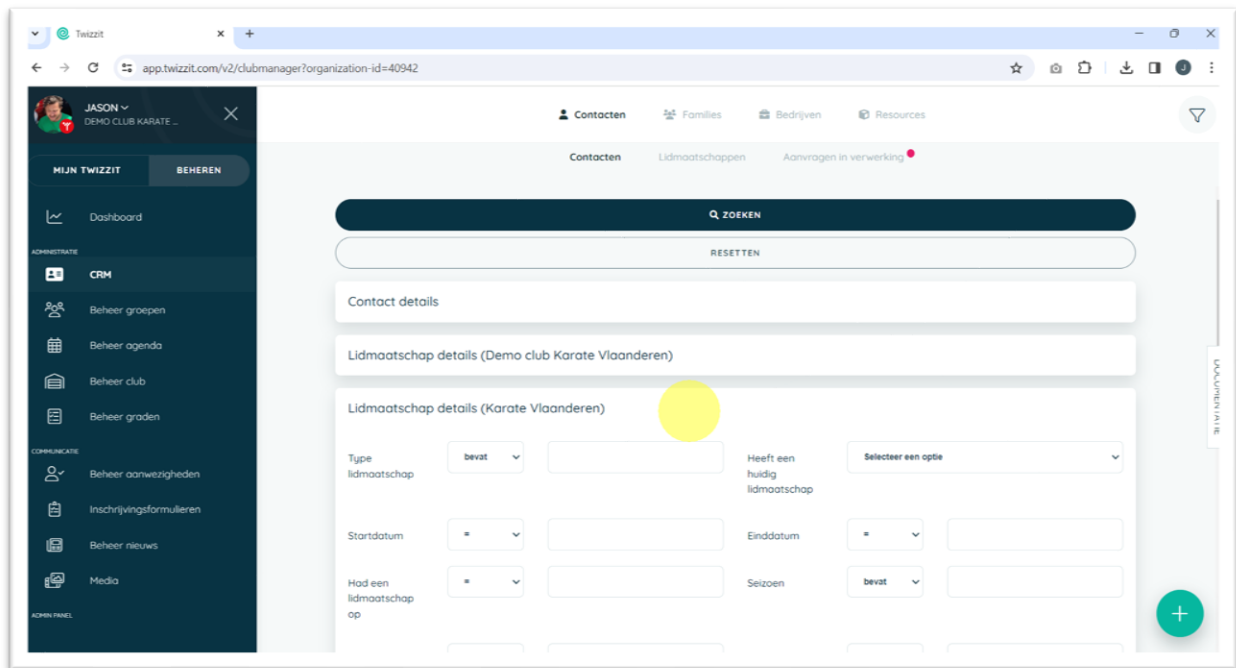 Twizzit
app.twizzit.com/v2/clubmanager?organization-id=40942
J
JASON
DEMO CLUB KARATE ...
MIJN TWIZZIT
BEHEREN
Dashboard
ADMINISTRATIE
CRM
Beheer groepen
Beheer agenda
Beheer club
Beheer graden
COMMUNICATIE
Beheer aanwezigheden
Inschrijvingsformulieren
Beheer nieuws
Media
ADMIN PANEL
Contacten Families Bedrijven Resources
Contacten Lidmaatschappen Aanvragen in verwerking
ZOEKEN
RESETTEN
Contact details
Lidmaatschap details (Demo club Karate Vlaanderen)
Lidmaatschap details (Karate Vlaanderen)
Type
lidmaatschap
bevat
Heeft een
huidig
lidmaatschap
Selecteer een optie
Startdatum
=
Einddatum
=
Had een
lidmaatschap
op
=
Seizoen
bevat
DOCUMENTATIE